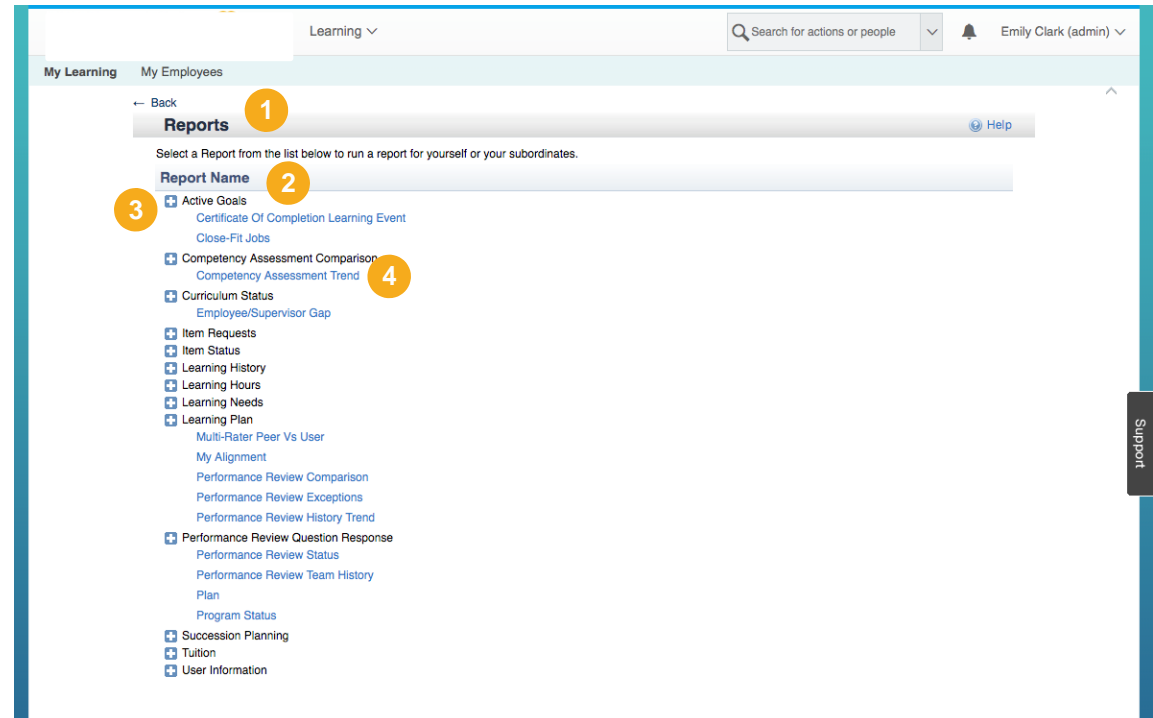 Learning
Search for actions or people
Emily Clark (admin)
My Learning My Employees
← Back
1
Reports
Help
Select a Report from the list below to run a report for yourself or your subordinates.
Report Name
2
3
Active Goals
Certificate Of Completion Learning Event
Close-Fit Jobs
Competency Assessment Comparison
Competency Assessment Trend
4
Curriculum Status
Employee/Supervisor Gap
Item Requests
Item Status
Learning History
Learning Hours
Learning Needs
Learning Plan
Multi-Rater Peer Vs User
My Alignment
Performance Review Comparison
Performance Review Exceptions
Performance Review History Trend
Performance Review Question Response
Performance Review Status
Performance Review Team History
Plan
Program Status
Succession Planning
Tuition
User Information
Support